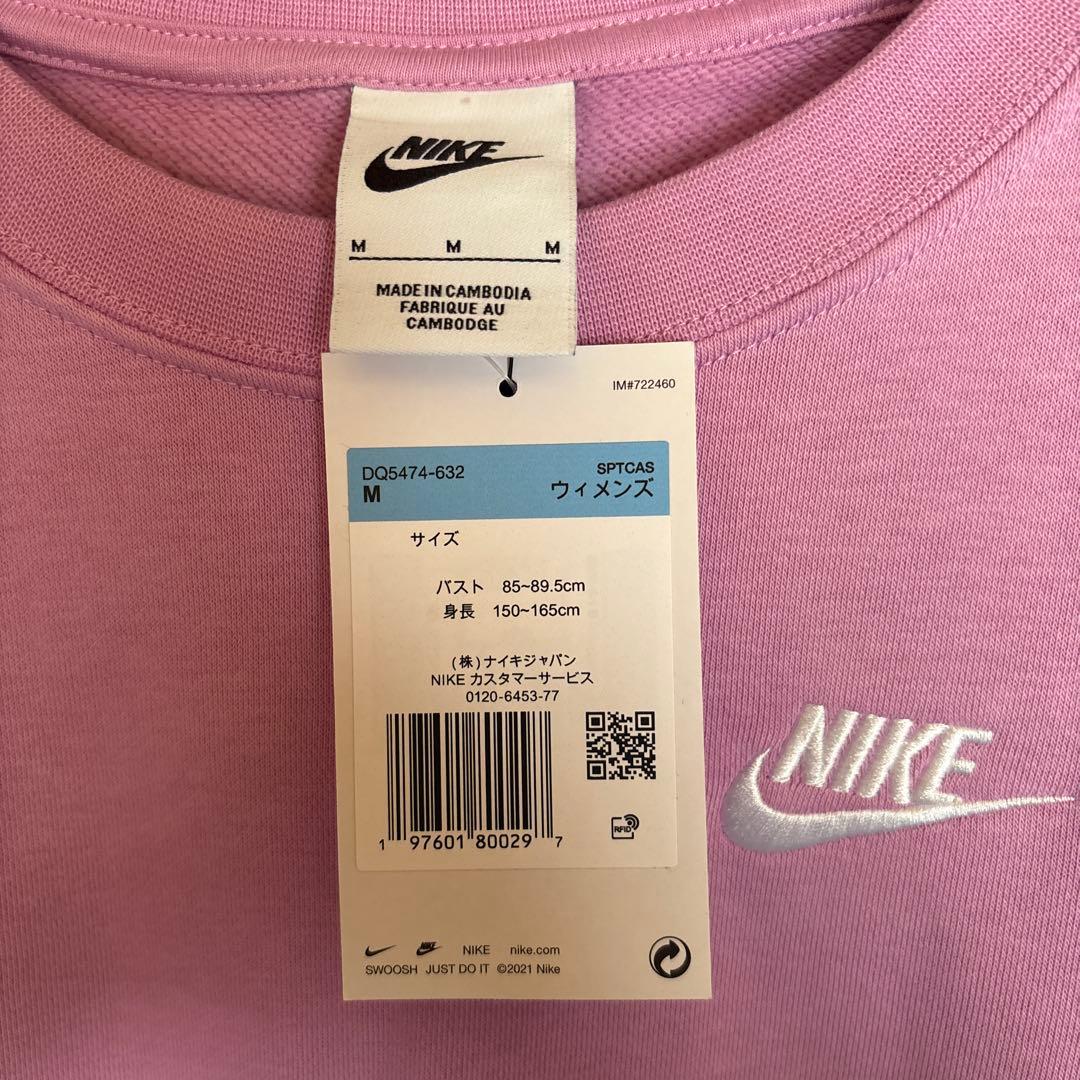 NIKE
M M M
MADE IN CAMBODIA
FABRIQUE AU
CAMBODGE
IM#722460
DQ5474-632 SPTCAS
M ウィメンズ
サイズ
バスト 85~89.5cm
身長 150~165cm
(株)ナイキジャパン
NIKE カスタマーサービス
0120-6453-77
RFID
1 97601 80029 7
NIKE
NIKE NIKE nike.com
SWOOSH JUST DO IT ©2021 Nike